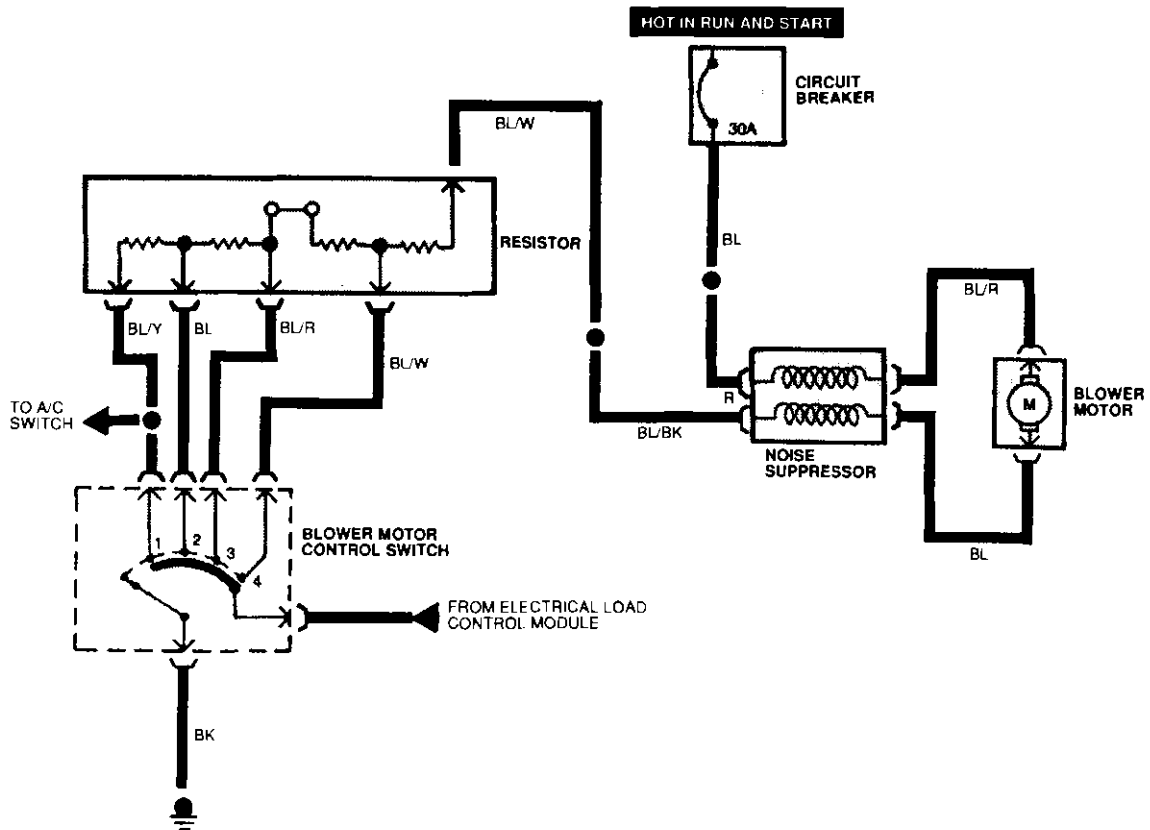 HOT IN RUN AND START
CIRCUIT
BREAKER
30A
BL/W
RESISTOR
BL
BL/Y
BL
BL/R
BL/W
BL/R
TO A/C
SWITCH
R
BL/BK
NOISE
SUPPRESSOR
M
BLOWER
MOTOR
BL
BLOWER MOTOR
CONTROL SWITCH
1
2
3
4
FROM ELECTRICAL LOAD
CONTROL MODULE
BK